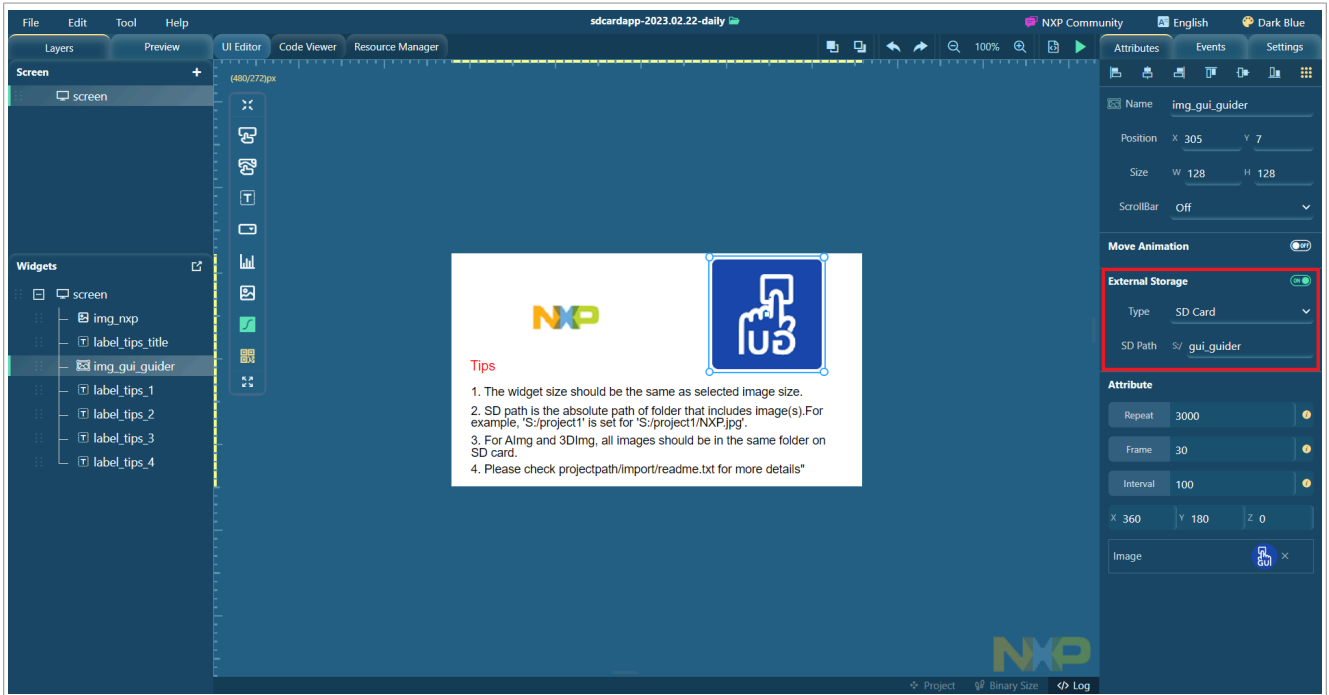 File Edit Tool Help
sdcardapp-2023.02.22-daily
NXP Community
English
Dark Blue
Layers
Preview
UI Editor
Code Viewer
Resource Manager
100%
Attributes
Events
Settings
Screen
+
screen
(480/272)px
Name
img_gui_guider
Position
X 305
Y 7
Size
W 128
H 128
ScrollBar
Off
Move Animation
OFF
Widgets
screen
img_nxp
label_tips_title
img_gui_guider
label_tips_1
label_tips_2
label_tips_3
label_tips_4
NXP
GUI
Tips
1. The widget size should be the same as selected image size.
2. SD path is the absolute path of folder that includes image(s).For
example, 'S:/project1' is set for 'S:/project1/NXP.jpg'.
3. For AImg and 3DImg, all images should be in the same folder on
SD card.
4. Please check projectpath/import/readme.txt for more details"
External Storage
ON
Type
SD Card
SD Path
S:/ gui_guider
Attribute
Repeat
3000
Frame
30
Interval
100
X 360
Y 180
Z 0
Image
GUI
NXP
Project
Binary Size
</> Log